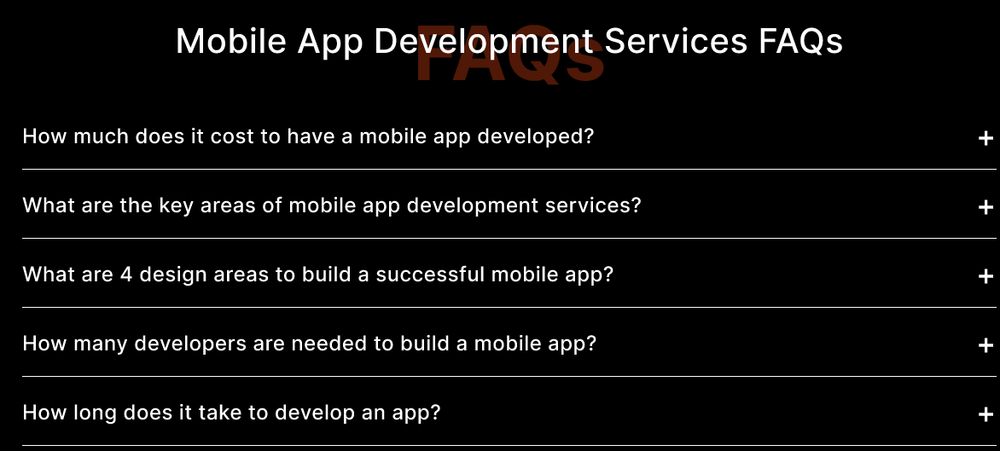 Mobile App Development Services FAQs
FAQs
How much does it cost to have a mobile app developed?
+
What are the key areas of mobile app development services?
+
What are 4 design areas to build a successful mobile app?
+
How many developers are needed to build a mobile app?
+
How long does it take to develop an app?
+